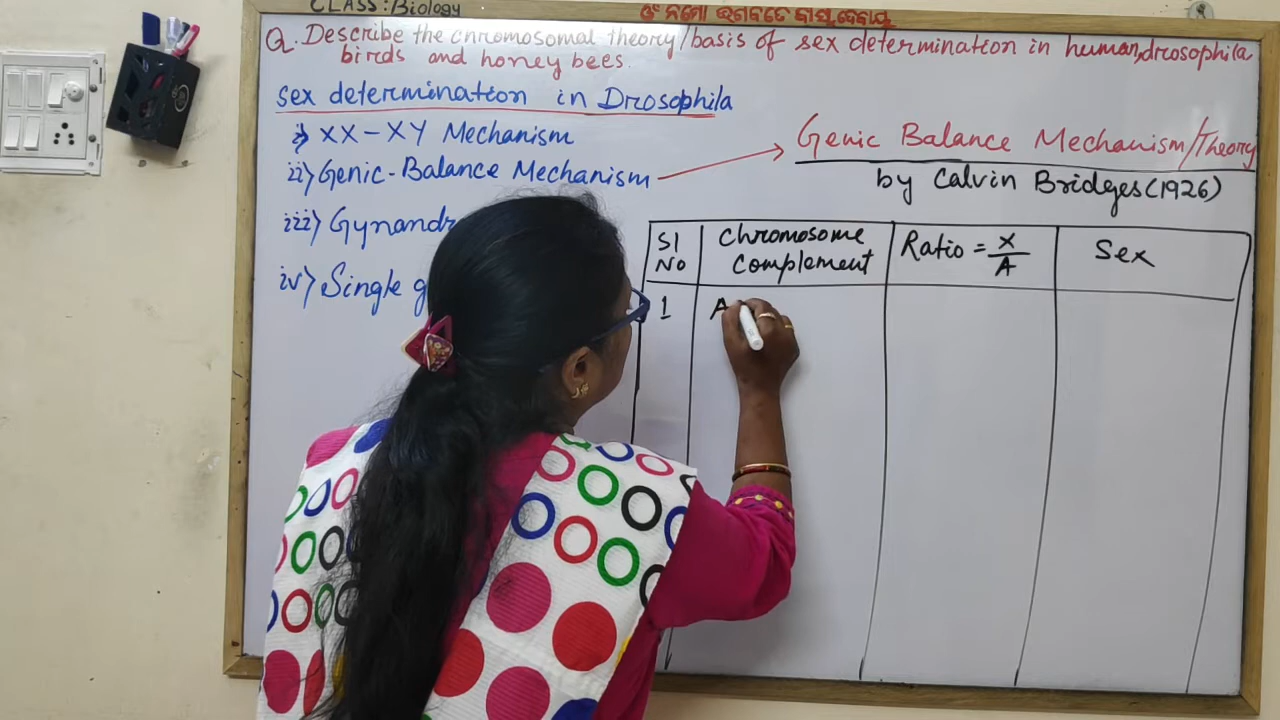 CLASS: Biology
ଓଁ ନମୋ ଭଗବତେ ବାସୁଦେବାୟ
Q. Describe the chromosomal theory/basis of sex determination in human, drosophila
birds and honey bees.
sex determination in Drosophila
i) XX-XY Mechanism
ii) Genic-Balance Mechanism
iii) Gynandr
iv) Single g
Genic Balance Mechanism/Theory
by Calvin Bridges (1926)
Sl No Chromosome Complement Ratio = X/A Sex
1 A